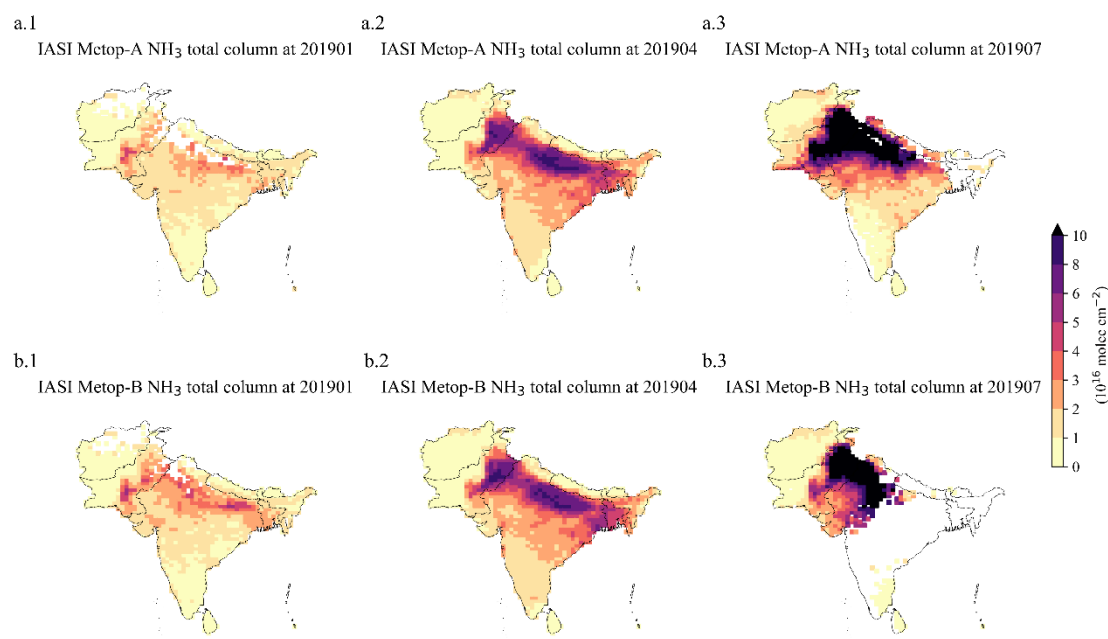 a.1
IASI Metop-A NH₃ total column at 201901
a.2
IASI Metop-A NH₃ total column at 201904
a.3
IASI Metop-A NH₃ total column at 201907
10
8
6
5
4
3
2
1
0
(10¹⁶ molec cm⁻²)
b.1
IASI Metop-B NH₃ total column at 201901
b.2
IASI Metop-B NH₃ total column at 201904
b.3
IASI Metop-B NH₃ total column at 201907